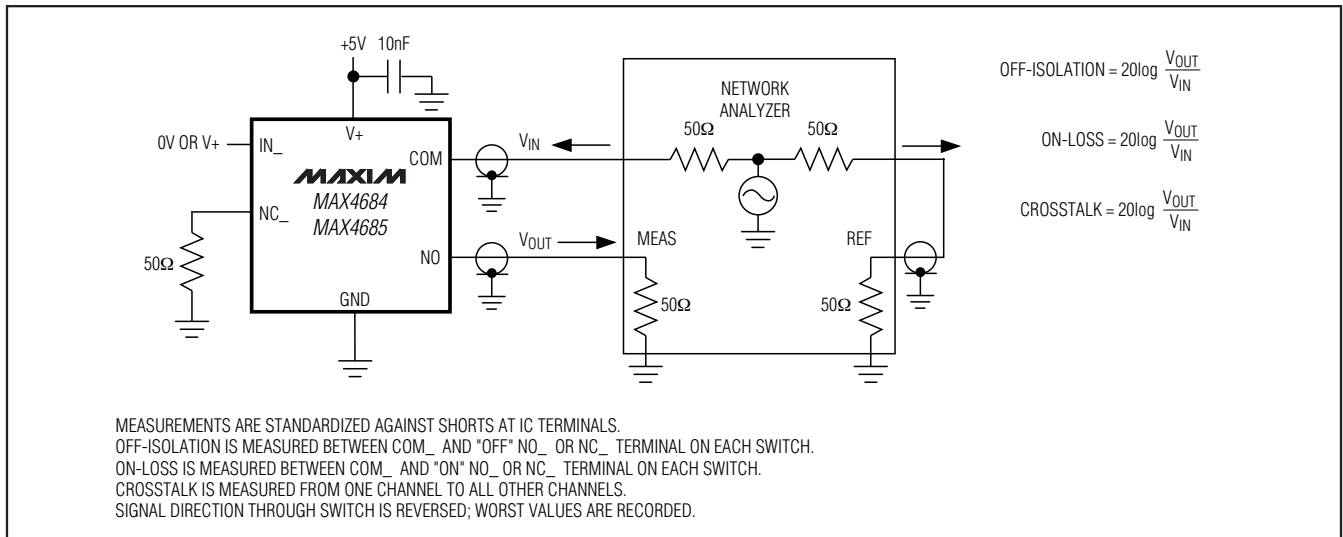 +5V 10nF
V+
0V OR V+
IN_
COM
MAXIM
MAX4684
MAX4685
NC_
NO
50Ω
GND
VIN
VOUT
NETWORK
ANALYZER
50Ω 50Ω
MEAS
REF
50Ω
50Ω
OFF-ISOLATION = 20log VOUT
VIN
ON-LOSS = 20log VOUT
VIN
CROSSTALK = 20log VOUT
VIN
MEASUREMENTS ARE STANDARDIZED AGAINST SHORTS AT IC TERMINALS.
OFF-ISOLATION IS MEASURED BETWEEN COM_ AND "OFF" NO_ OR NC_ TERMINAL ON EACH SWITCH.
ON-LOSS IS MEASURED BETWEEN COM_ AND "ON" NO_ OR NC_ TERMINAL ON EACH SWITCH.
CROSSTALK IS MEASURED FROM ONE CHANNEL TO ALL OTHER CHANNELS.
SIGNAL DIRECTION THROUGH SWITCH IS REVERSED; WORST VALUES ARE RECORDED.